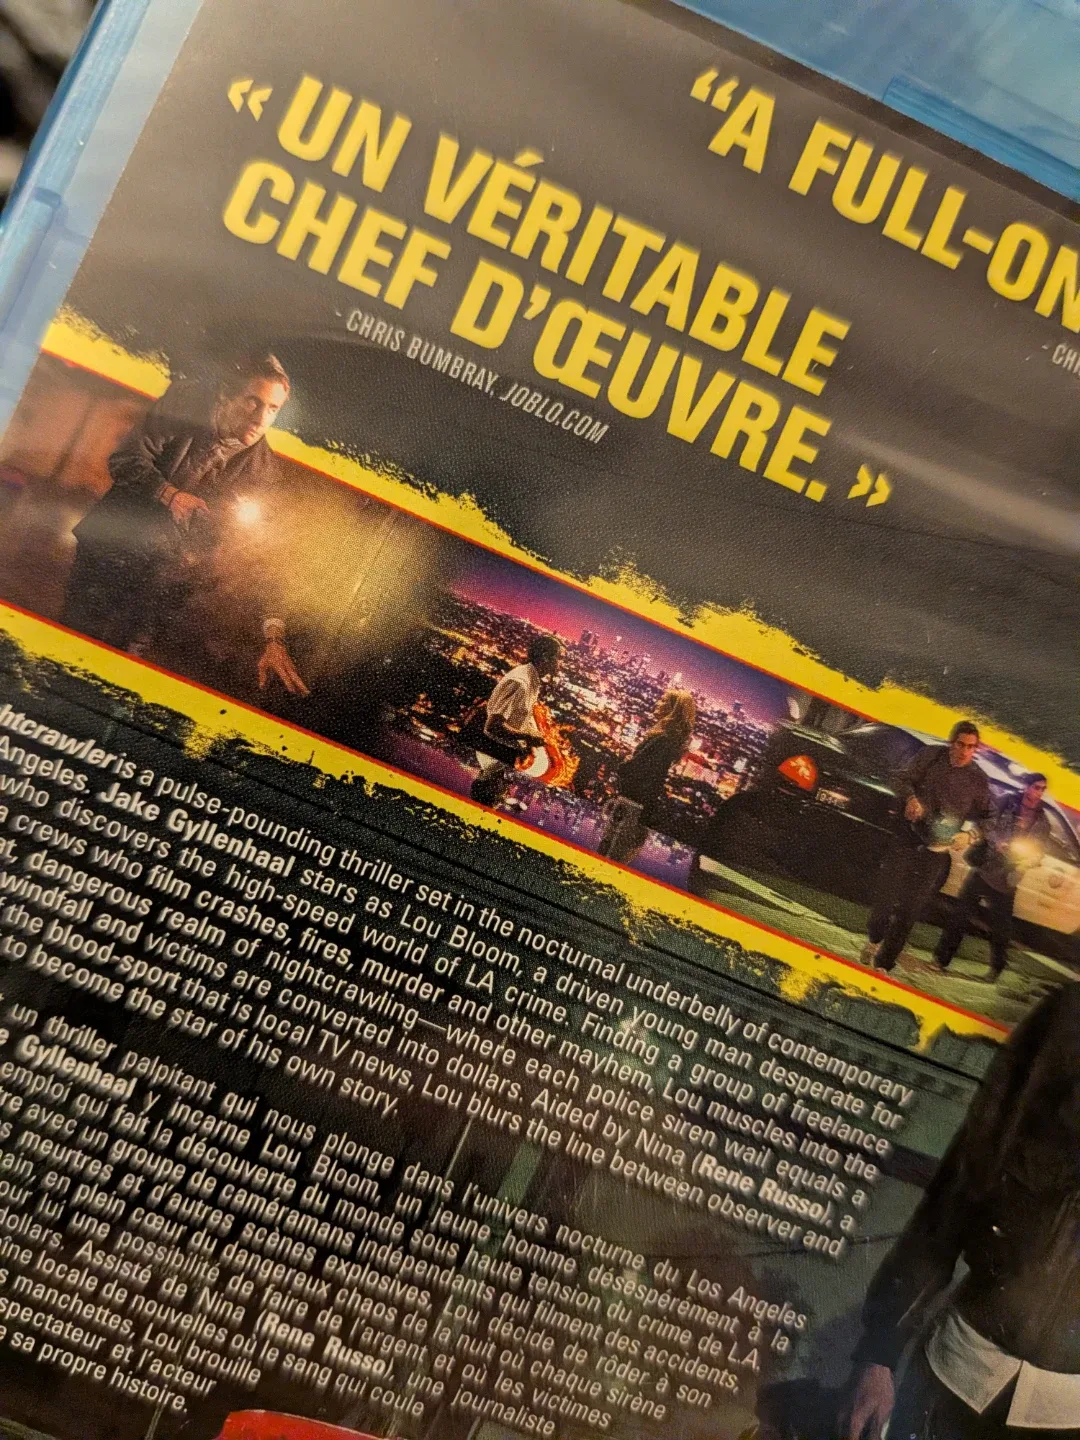 « UN VÉRITABLE
CHEF D'ŒUVRE. »
- CHRIS BUMBRAY, JOBLO.COM
“A FULL-ON
- CHR
htcrawler is a pulse-pounding thriller set in the nocturnal underbelly of contemporary
Angeles. Jake Gyllenhaal stars as Lou Bloom, a driven young man desperate for
who discovers the high-speed world of LA crime. Finding a group of freelance
a crews who film crashes, fires, murder and other mayhem, Lou muscles into the
at, dangerous realm of nightcrawling—where each police siren wail equals a
windfall and victims are converted into dollars. Aided by Nina (Rene Russo), a
f the blood-sport that is local TV news, Lou blurs the line between observer and
to become the star of his own story.
t un thriller palpitant qui nous plonge dans l'univers nocturne du Los Angeles
e Gyllenhaal y incarne Lou Bloom, un jeune homme désespérément à la
emploi qui fait la découverte du monde sous haute tension du crime de L.A.
re avec un groupe de caméramans indépendants qui filment des accidents,
s meurtres et d'autres scènes explosives, Lou décide de rôder à son
ain, en plein cœur du dangereux chaos de la nuit où chaque sirène
our lui une possibilité de faire de l'argent et où les victimes
dollars. Assisté de Nina (Rene Russo), une journaliste
îne locale de nouvelles où le sang qui coule
s manchettes, Lou brouille
spectateur et l'acteur
e sa propre histoire.